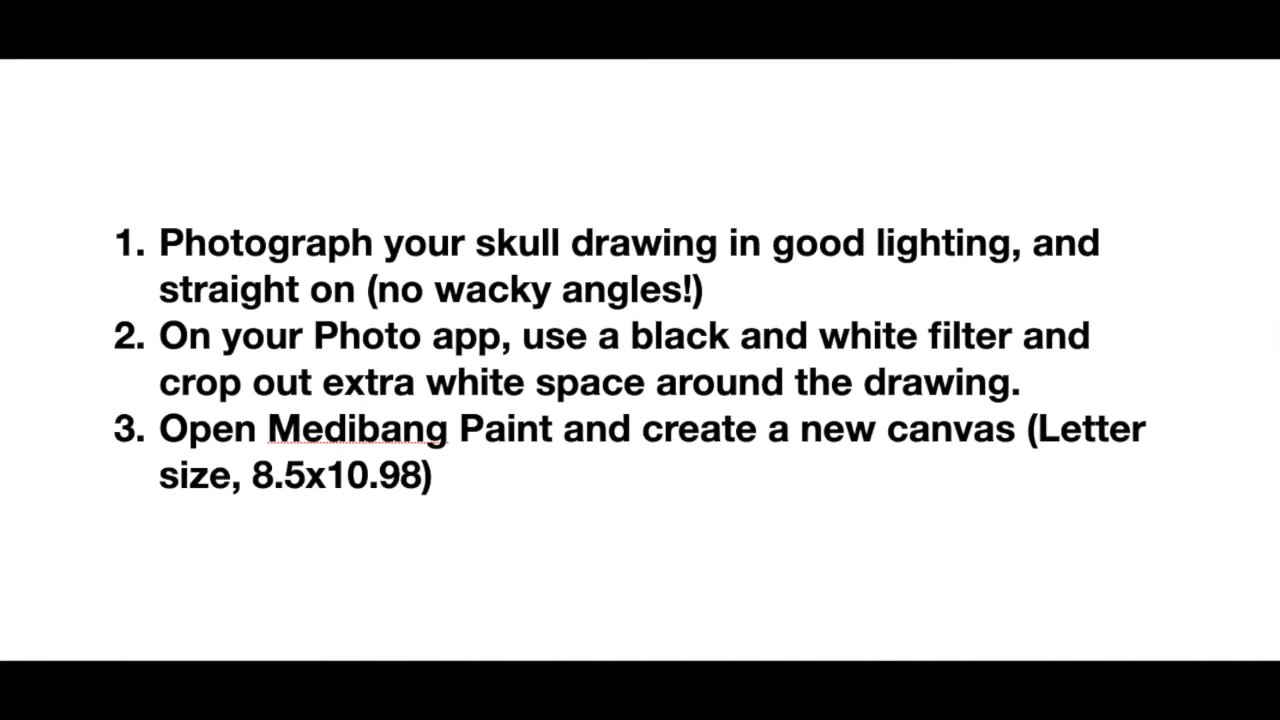 1. Photograph your skull drawing in good lighting, and
straight on (no wacky angles!)
2. On your Photo app, use a black and white filter and
crop out extra white space around the drawing.
3. Open Medibang Paint and create a new canvas (Letter
size, 8.5x10.98)